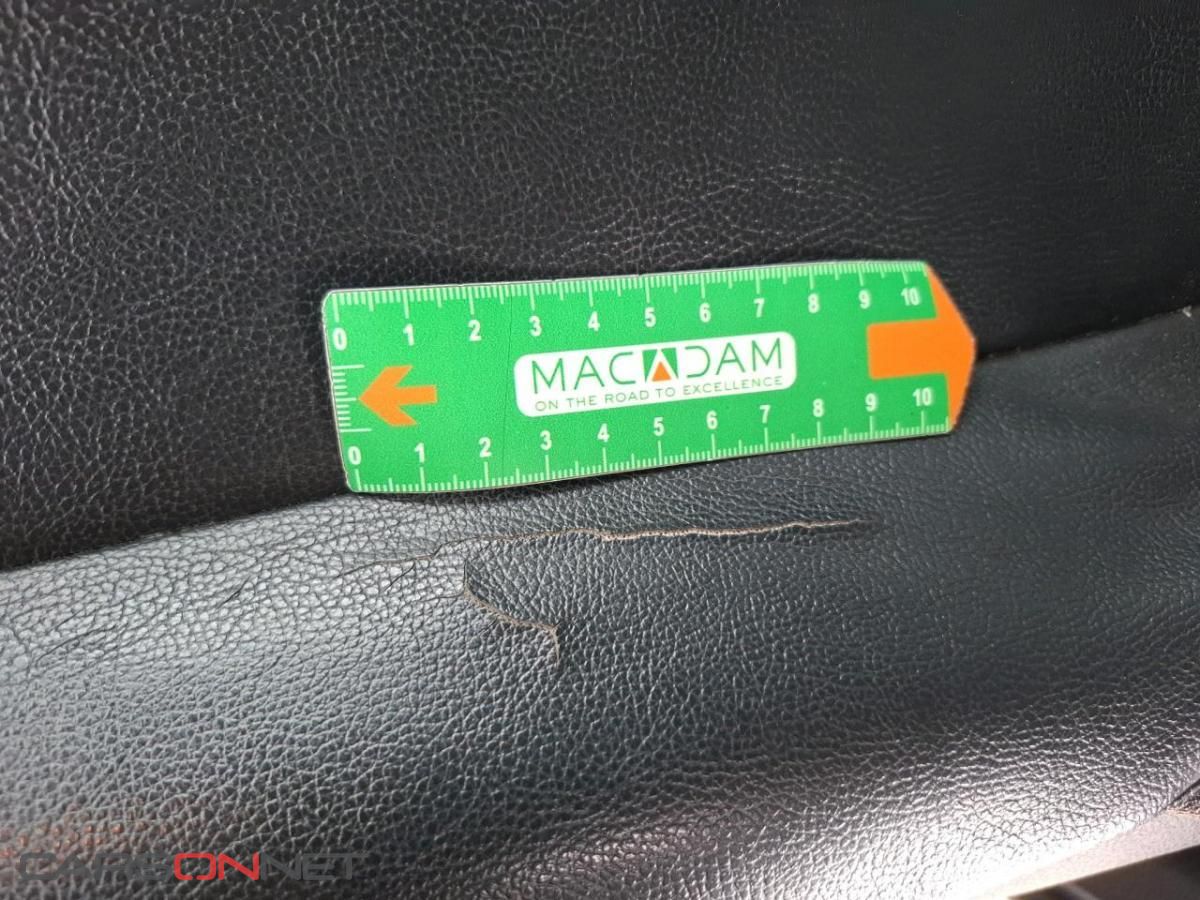 0 1 2 3 4 5 6 7 8 9 10
MACADAM
ON THE ROAD TO EXCELLENCE
0 1 2 3 4 5 6 7 8 9 10
CARSONNET